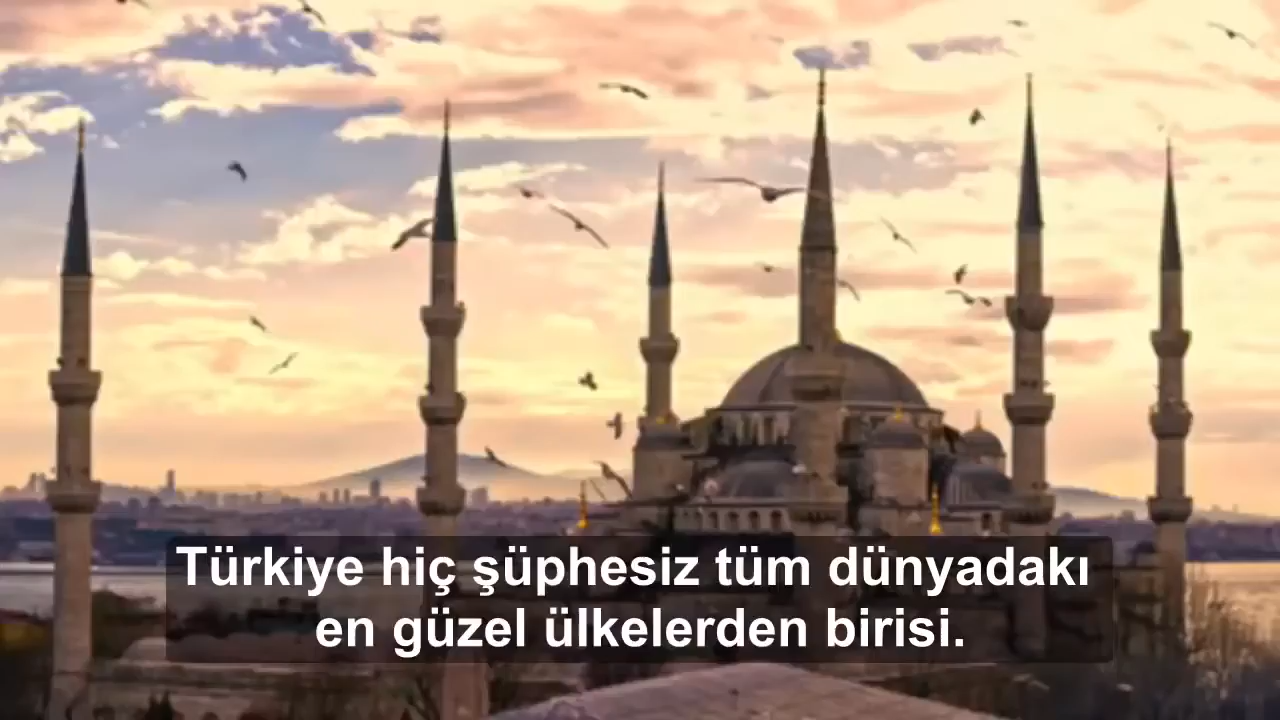 Türkiye hiç şüphesiz tüm dünyadakı
en güzel ülkelerden birisi.